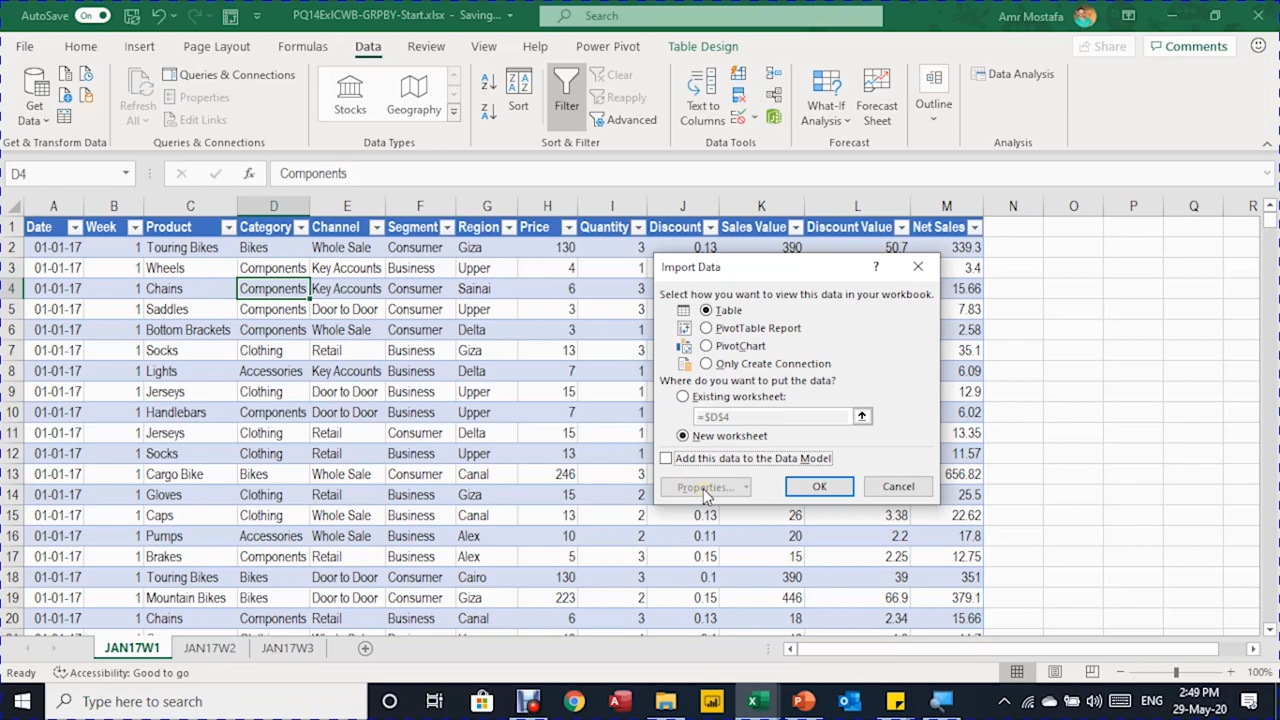 AutoSave On PQ14ExICWB-GRPBY-Start.xlsx - Saving... Search Amr Mostafa
File Home Insert Page Layout Formulas Data Review View Help Power Pivot Table Design Share Comments
Get Data Refresh All Queries & Connections Properties Edit Links Stocks Geography Sort Filter Clear Reapply Advanced Text to Columns What-If Analysis Forecast Sheet Outline Data Analysis
Get & Transform Data Queries & Connections Data Types Sort & Filter Data Tools Forecast Analysis
D4 fx Components
A B C D E F G H I J K L M N O P Q R
1 Date Week Product Category Channel Segment Region Price Quantity Discount Sales Value Discount Value Net Sales
2 01-01-17 1 Touring Bikes Bikes Whole Sale Consumer Giza 130 3 0.13 390 50.7 339.3
3 01-01-17 1 Wheels Components Key Accounts Business Upper 4 1 3.4
4 01-01-17 1 Chains Components Key Accounts Consumer Sainai 6 3 15.66
5 01-01-17 1 Saddles Components Door to Door Consumer Upper 3 3 7.83
6 01-01-17 1 Bottom Brackets Components Whole Sale Business Delta 3 1 2.58
7 01-01-17 1 Socks Clothing Retail Business Giza 13 3 35.1
8 01-01-17 1 Lights Accessories Key Accounts Business Delta 7 1 6.09
9 01-01-17 1 Jerseys Clothing Door to Door Consumer Upper 15 1 12.9
10 01-01-17 1 Handlebars Components Door to Door Business Upper 7 1 6.02
11 01-01-17 1 Jerseys Clothing Retail Consumer Delta 15 1 13.35
12 01-01-17 1 Socks Clothing Retail Business Upper 13 1 11.57
13 01-01-17 1 Cargo Bike Bikes Whole Sale Business Canal 246 3 656.82
14 01-01-17 1 Gloves Clothing Retail Business Giza 15 2 25.5
15 01-01-17 1 Caps Clothing Whole Sale Business Canal 13 2 0.13 26 3.38 22.62
16 01-01-17 1 Pumps Accessories Whole Sale Business Alex 10 2 0.11 20 2.2 17.8
17 01-01-17 1 Brakes Components Retail Business Alex 5 3 0.15 15 2.25 12.75
18 01-01-17 1 Touring Bikes Bikes Door to Door Consumer Cairo 130 3 0.1 390 39 351
19 01-01-17 1 Mountain Bikes Bikes Door to Door Consumer Giza 223 2 0.15 446 66.9 379.1
20 01-01-17 1 Chains Components Retail Business Canal 6 3 0.13 18 2.34 15.66
Import Data ?
Select how you want to view this data in your workbook.
Table
PivotTable Report
PivotChart
Only Create Connection
Where do you want to put the data?
Existing worksheet:
=$D$4
New worksheet
Add this data to the Data Model
Properties... OK Cancel
JAN17W1 JAN17W2 JAN17W3
Ready Accessibility: Good to go 100%
Type here to search ENG 2:49 PM
29-May-20